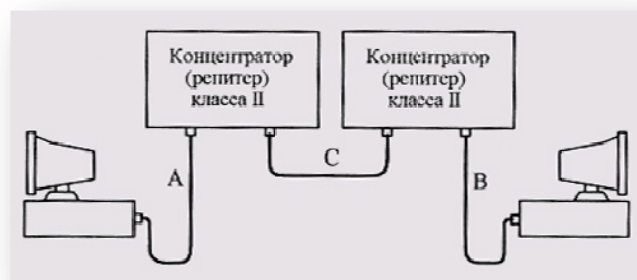 Концентратор
(репитер)
класса II
Концентратор
(репитер)
класса II
A
C
B